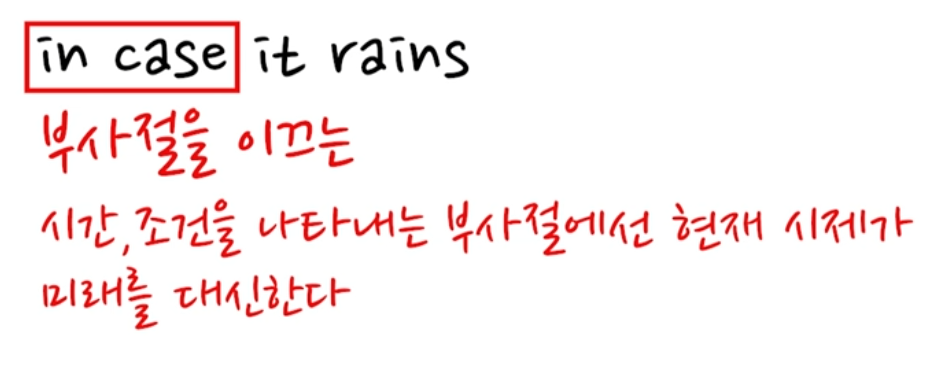 in case it rains
부사절을 이끄는
시간, 조건을 나타내는 부사절에선 현재 시제가
미래를 대신한다